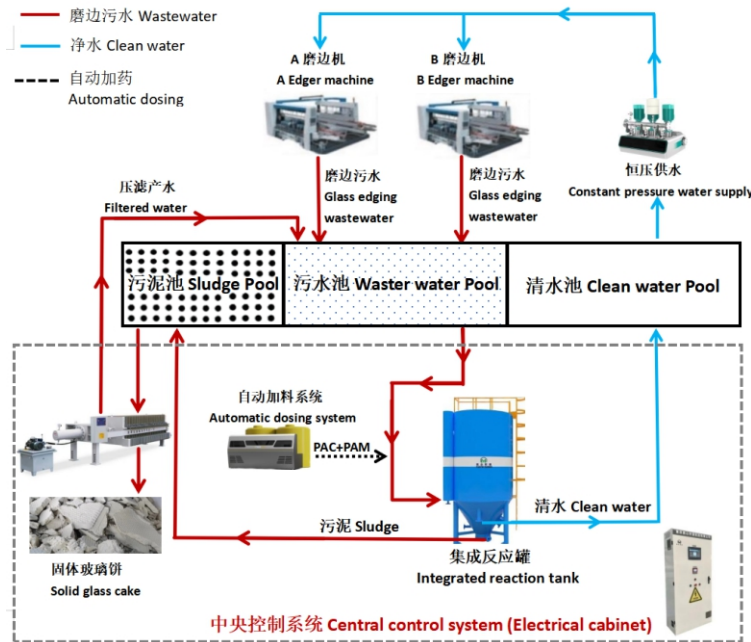 磨边污水 Wastewater
净水 Clean water
自动加药
Automatic dosing
A 磨边机
A Edger machine
B 磨边机
B Edger machine
恒压供水
Constant pressure water supply
压滤产水
Filtered water
磨边污水
Glass edging
wastewater
磨边污水
Glass edging
wastewater
污泥池 Sludge Pool
污水池 Waster water Pool
清水池 Clean water Pool
自动加料系统
Automatic dosing system
PAC+PAM
清水 Clean water
污泥 Sludge
集成反应罐
Integrated reaction tank
固体玻璃饼
Solid glass cake
中央控制系统 Central control system (Electrical cabinet)